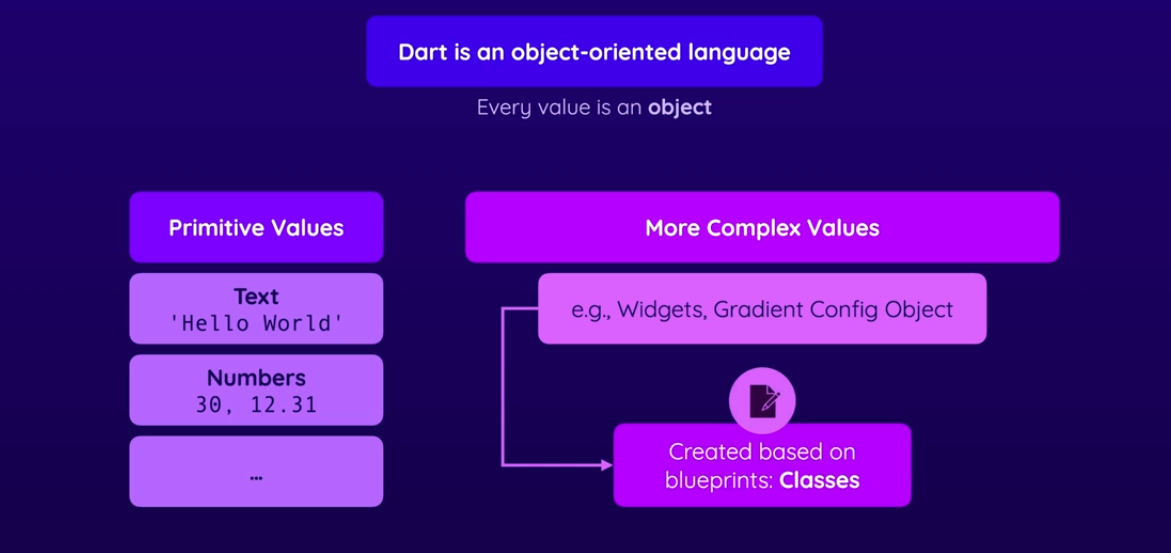 Dart is an object-oriented language
Every value is an object
Primitive Values
Text
'Hello World'
Numbers
30, 12.31
…
More Complex Values
e.g., Widgets, Gradient Config Object
Created based on
blueprints: Classes